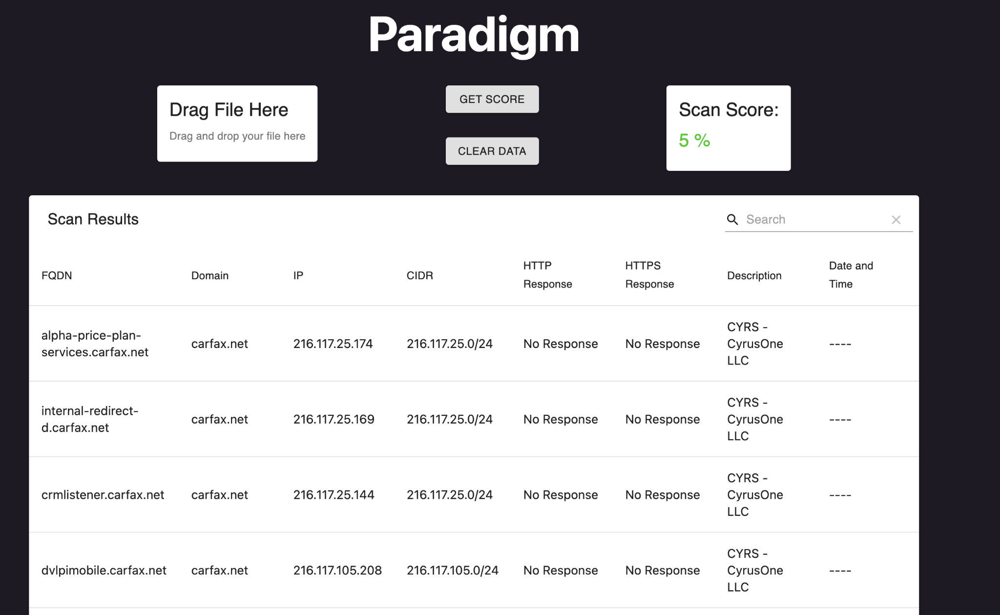 Paradigm
Drag File Here
Drag and drop your file here
GET SCORE
CLEAR DATA
Scan Score:
5 %
Scan Results
Search
FQDN Domain IP CIDR HTTP Response HTTPS Response Description Date and Time
alpha-price-plan-
services.carfax.net carfax.net 216.117.25.174 216.117.25.0/24 No Response No Response CYRS -
CyrusOne
LLC ----
internal-redirect-
d.carfax.net carfax.net 216.117.25.169 216.117.25.0/24 No Response No Response CYRS -
CyrusOne
LLC ----
crmlistener.carfax.net carfax.net 216.117.25.144 216.117.25.0/24 No Response No Response CYRS -
CyrusOne
LLC ----
dvlpimobile.carfax.net carfax.net 216.117.105.208 216.117.105.0/24 No Response No Response CYRS -
CyrusOne
LLC ----